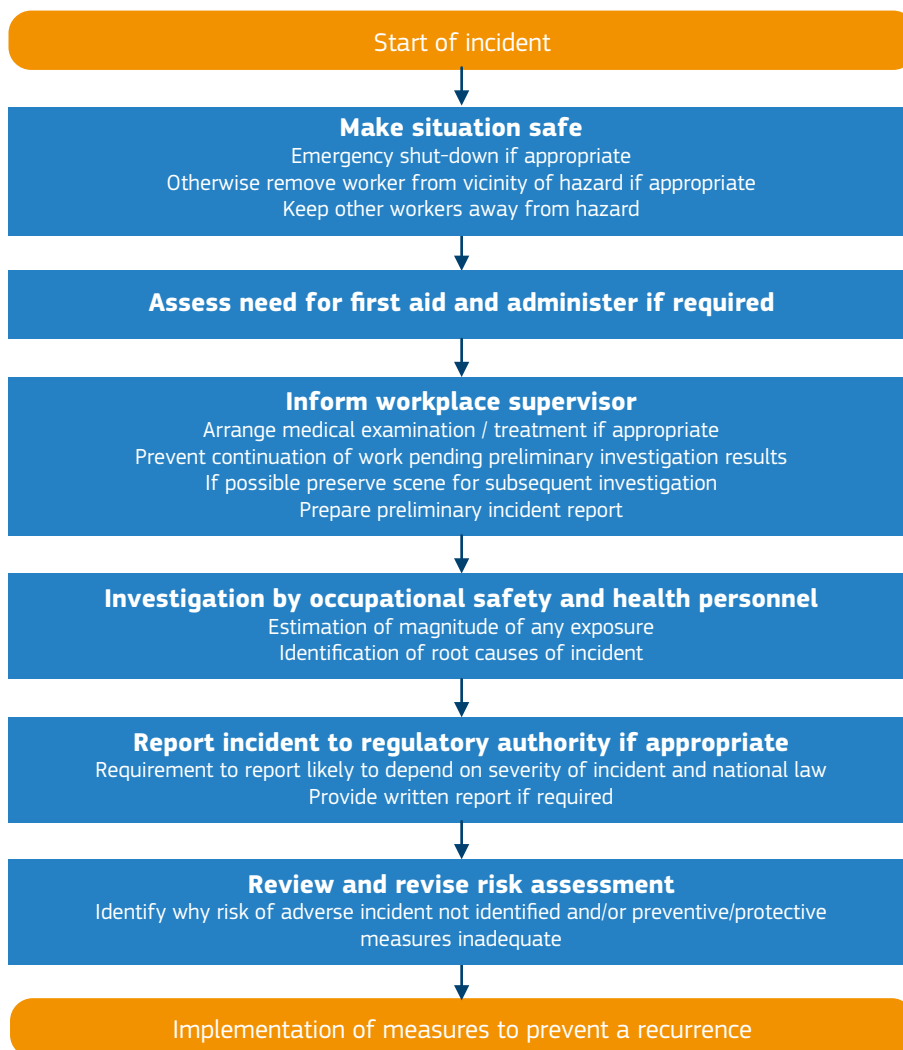 Start of incident
Make situation safe
Emergency shut-down if appropriate
Otherwise remove worker from vicinity of hazard if appropriate
Keep other workers away from hazard
Assess need for first aid and administer if required
Inform workplace supervisor
Arrange medical examination / treatment if appropriate
Prevent continuation of work pending preliminary investigation results
If possible preserve scene for subsequent investigation
Prepare preliminary incident report
Investigation by occupational safety and health personnel
Estimation of magnitude of any exposure
Identification of root causes of incident
Report incident to regulatory authority if appropriate
Requirement to report likely to depend on severity of incident and national law
Provide written report if required
Review and revise risk assessment
Identify why risk of adverse incident not identified and/or preventive/protective
measures inadequate
Implementation of measures to prevent a recurrence